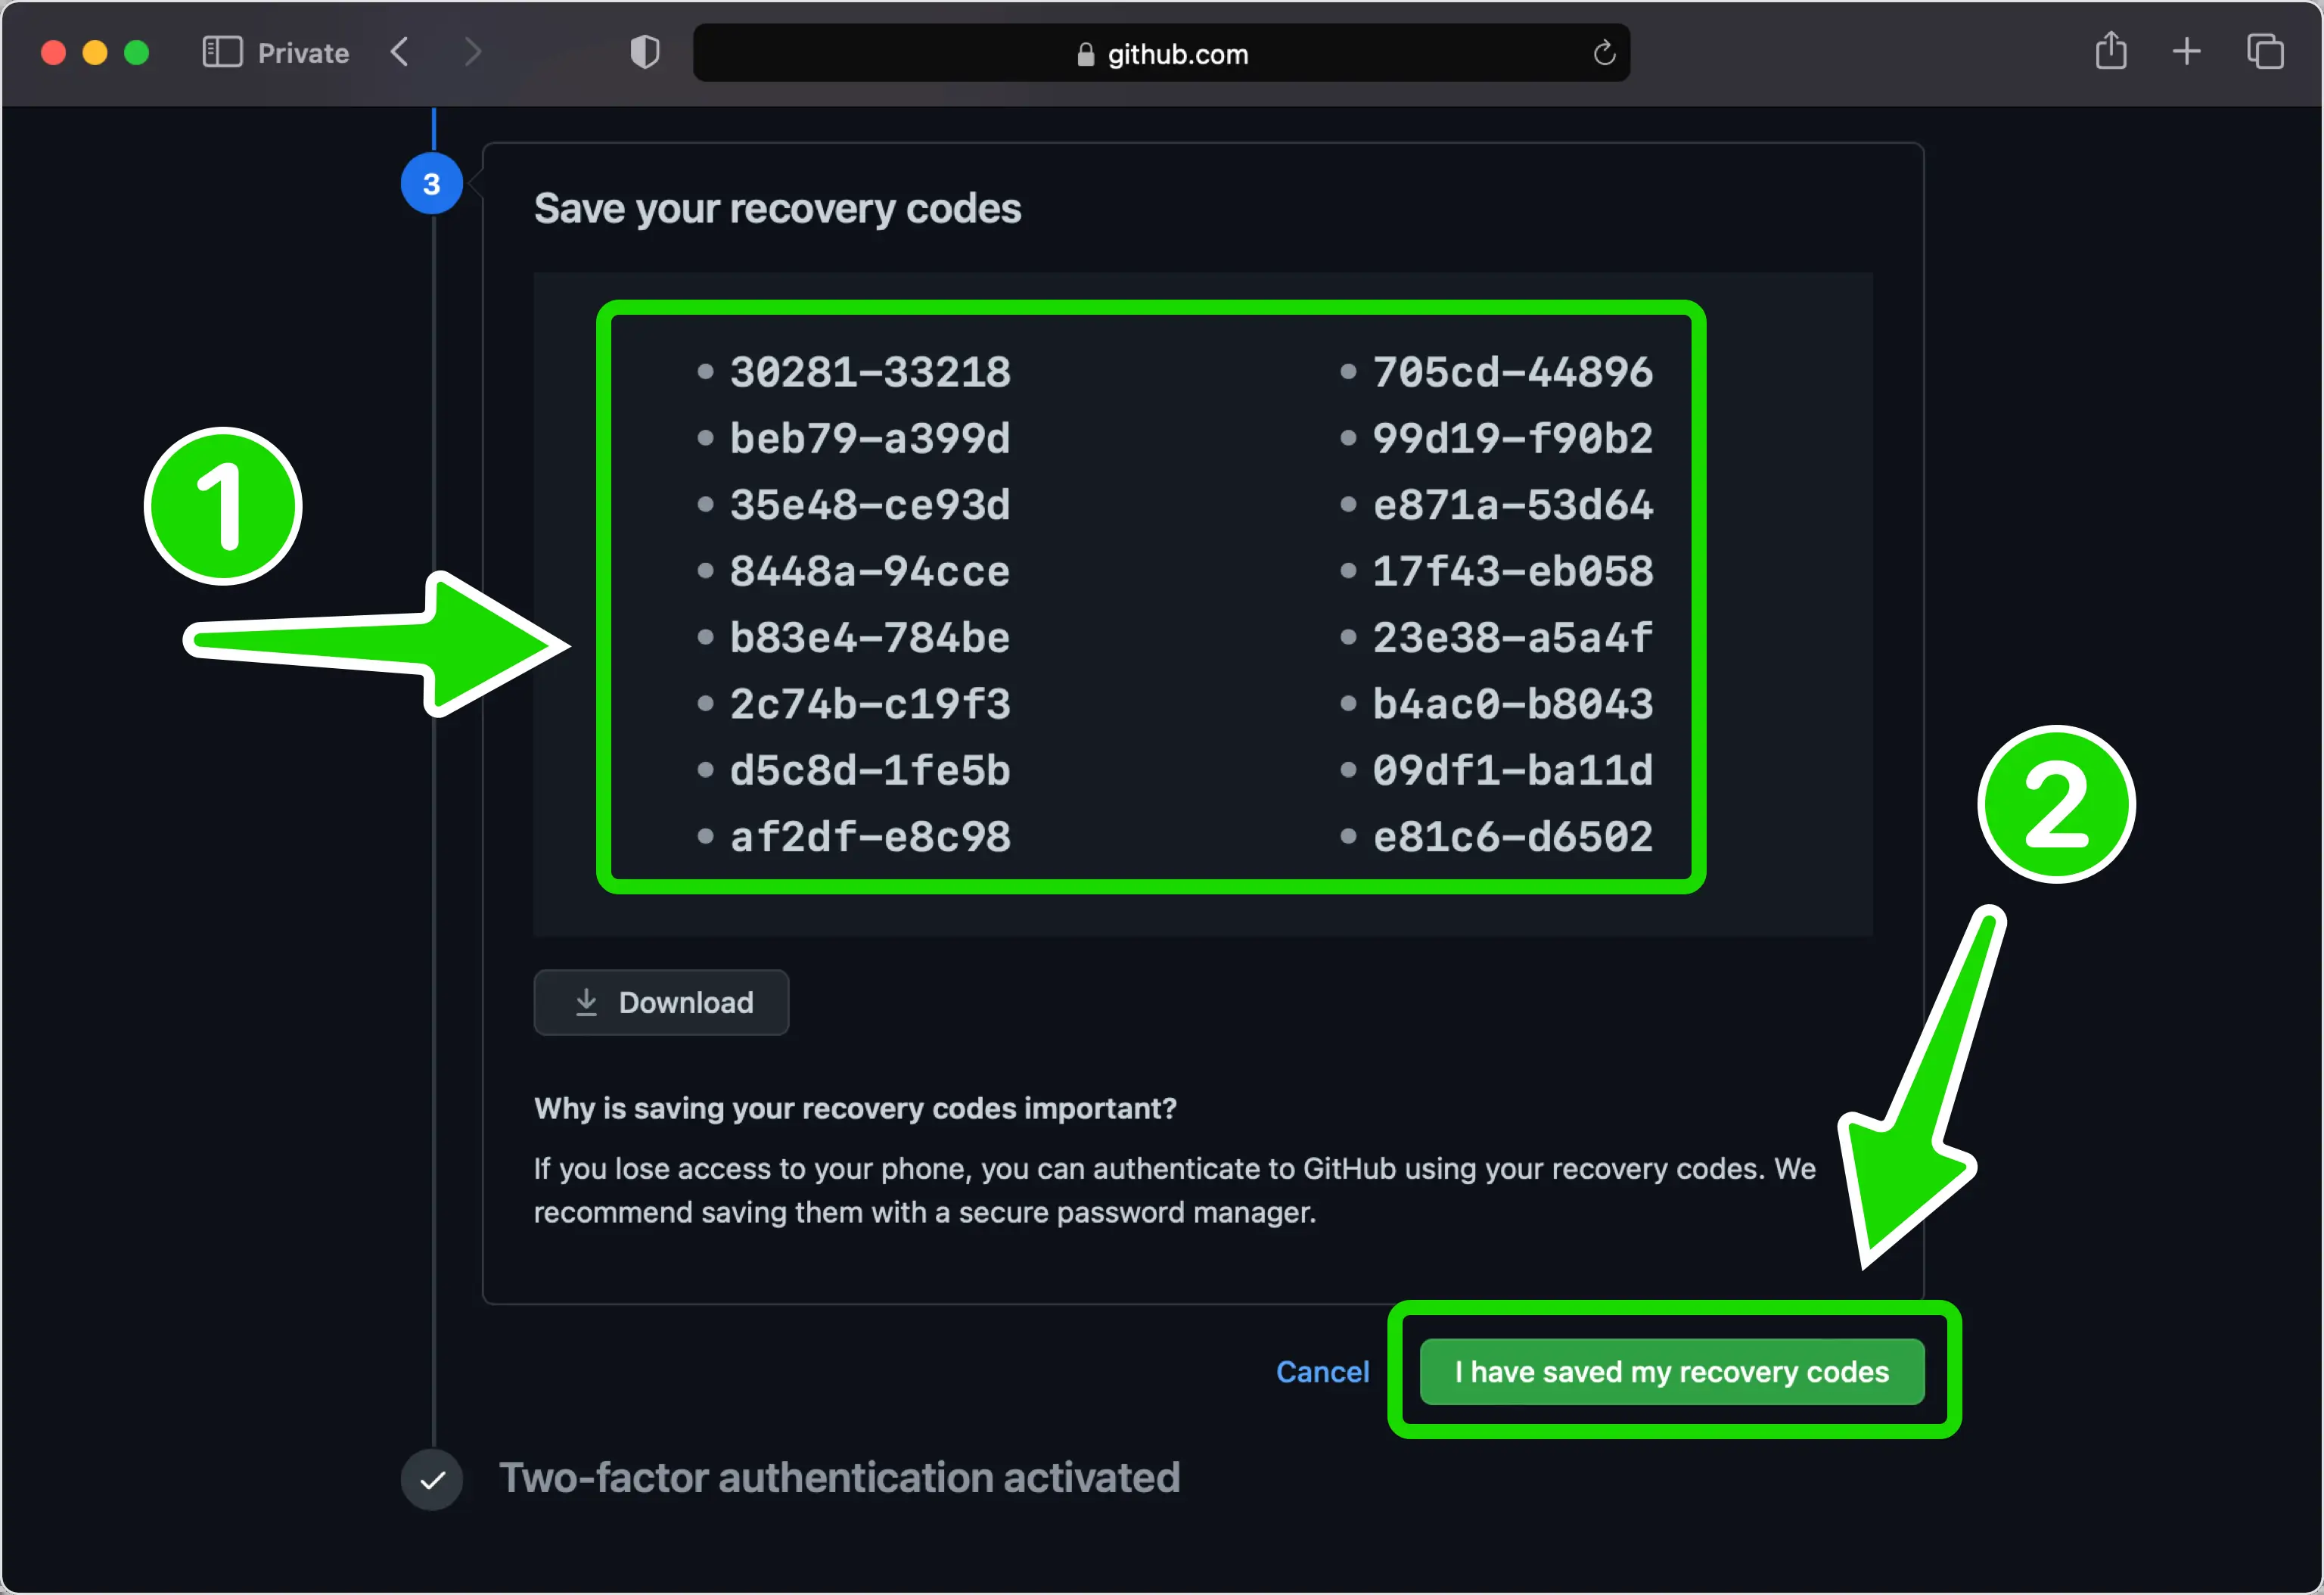 Private
github.com
3
Save your recovery codes
30281-33218
705cd-44896
beb79-a399d
99d19-f90b2
35e48-ce93d
e871a-53d64
8448a-94cce
17f43-eb058
b83e4-784be
23e38-a5a4f
2c74b-c19f3
b4ac0-b8043
d5c8d-1fe5b
09df1-ba11d
af2df-e8c98
e81c6-d6502
1
2
Download
Why is saving your recovery codes important?
If you lose access to your phone, you can authenticate to GitHub using your recovery codes. We
recommend saving them with a secure password manager.
Cancel
I have saved my recovery codes
Two-factor authentication activated